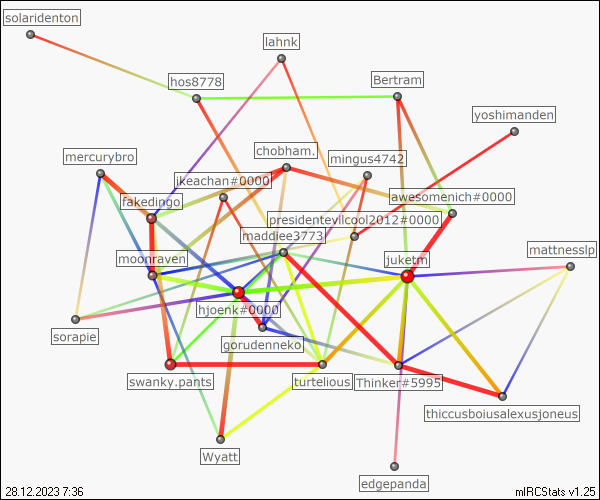 solaridenton
lahnk
hos8778
Bertram
yoshimanden
chobham.
mercurybro
mingus4742
ikeachan#0000
fakedingo
awesomenich#0000
presidentevilcool2012#0000
maddiee3773
moonraven
juketm
mattnesslp
hjoenk#0000
sorapie
gorudenneko
swanky.pants
turtelious
Thinker#5995
thiccusboiusalexusjoneus
Wyatt
edgepanda
28.12.2023 7:36
mIRCStats v1.25